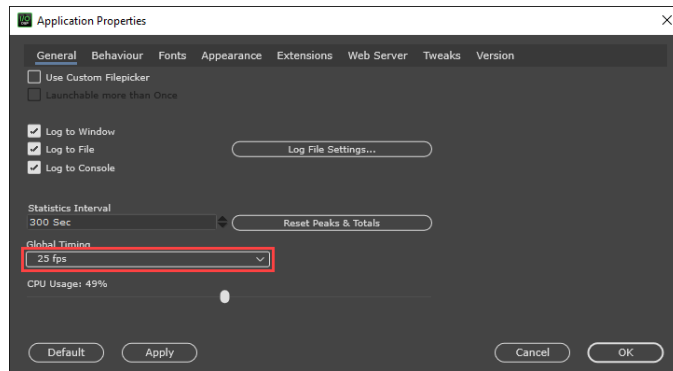 I/O
Application Properties
General Behaviour Fonts Appearance Extensions Web Server Tweaks Version
Use Custom Filepicker
Launchable more than Once
Log to Window
Log to File
Log File Settings...
Log to Console
Statistics Interval
300 Sec
Reset Peaks & Totals
Global Timing
25 fps
CPU Usage: 49%
Default Apply Cancel OK